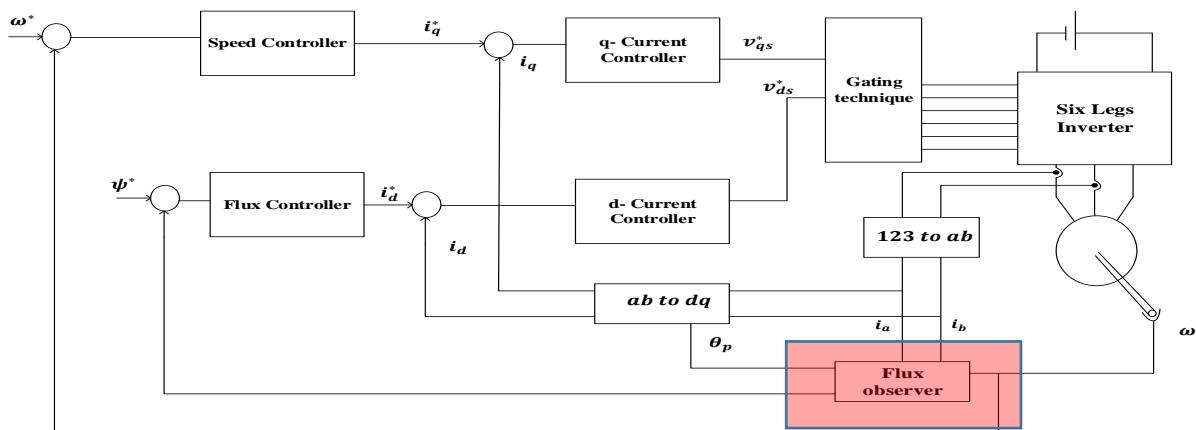 ω*
Speed Controller
i*q
iq
q- Current
Controller
v*qs
v*ds
Gating
technique
Six Legs
Inverter
ψ*
Flux Controller
i*d
id
d- Current
Controller
123 to ab
ab to dq
ia
ib
θp
ω
Flux
observer